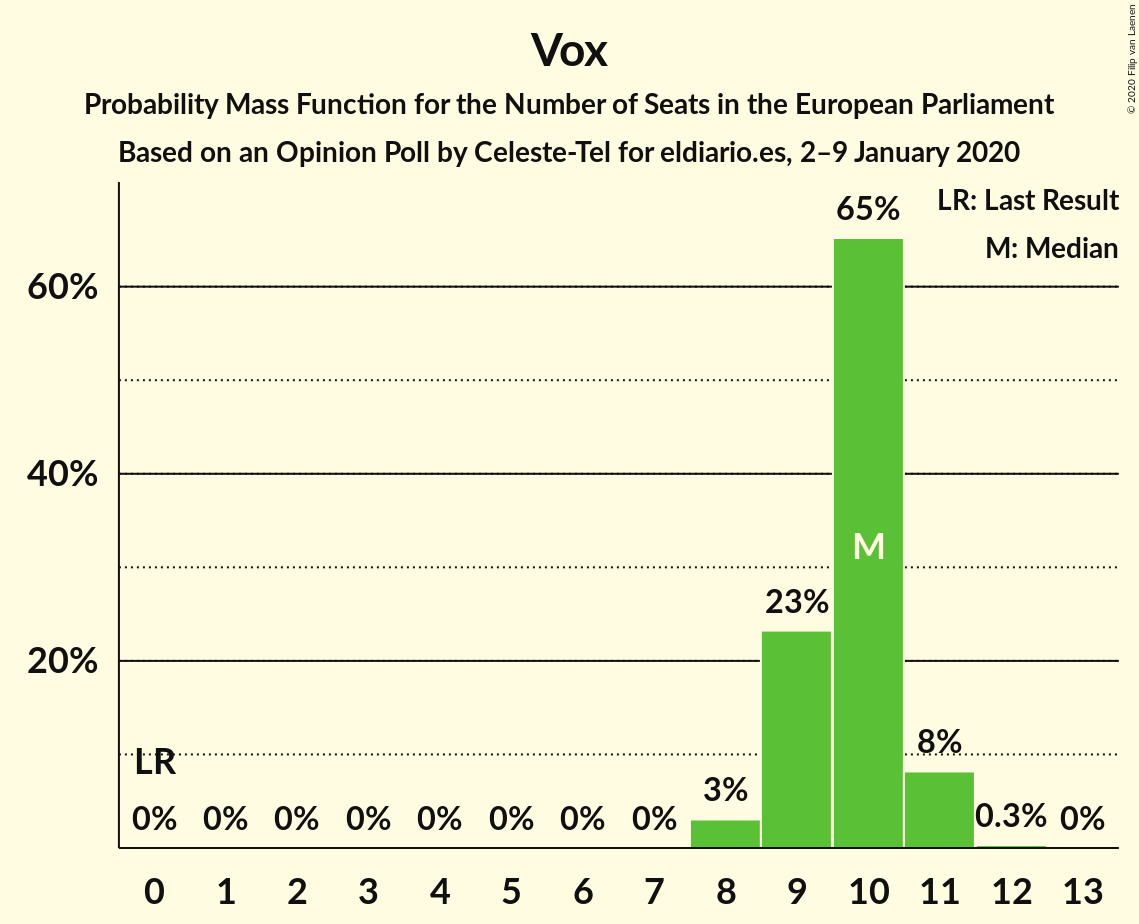 Vox
Probability Mass Function for the Number of Seats in the European Parliament
Based on an Opinion Poll by Celeste-Tel for eldiario.es, 2–9 January 2020
© 2020 Filip van Laenen
LR: Last Result
M: Median
60%
40%
20%
65%
M
23%
8%
3%
LR
0% 0% 0% 0% 0% 0% 0% 0.3% 0%
0 1 2 3 4 5 6 7 8 9 10 11 12 13